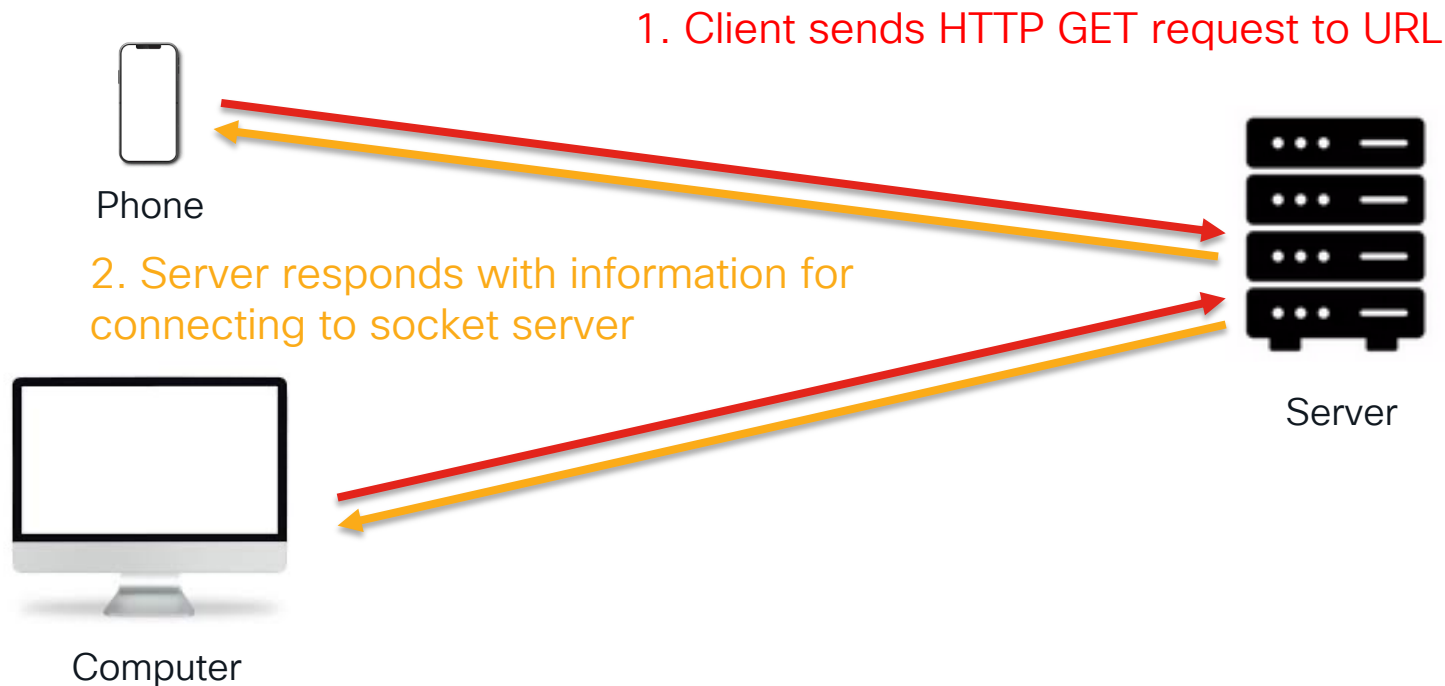 1. Client sends HTTP GET request to URL
Phone
2. Server responds with information for
connecting to socket server
Server
Computer